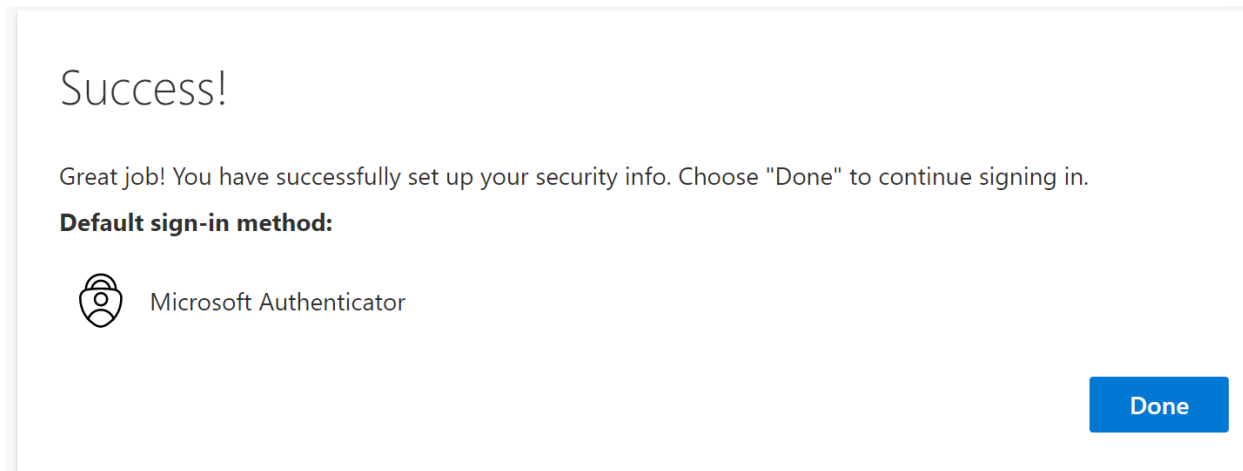 Success!
Great job! You have successfully set up your security info. Choose "Done" to continue signing in.
Default sign-in method:
Microsoft Authenticator
Done